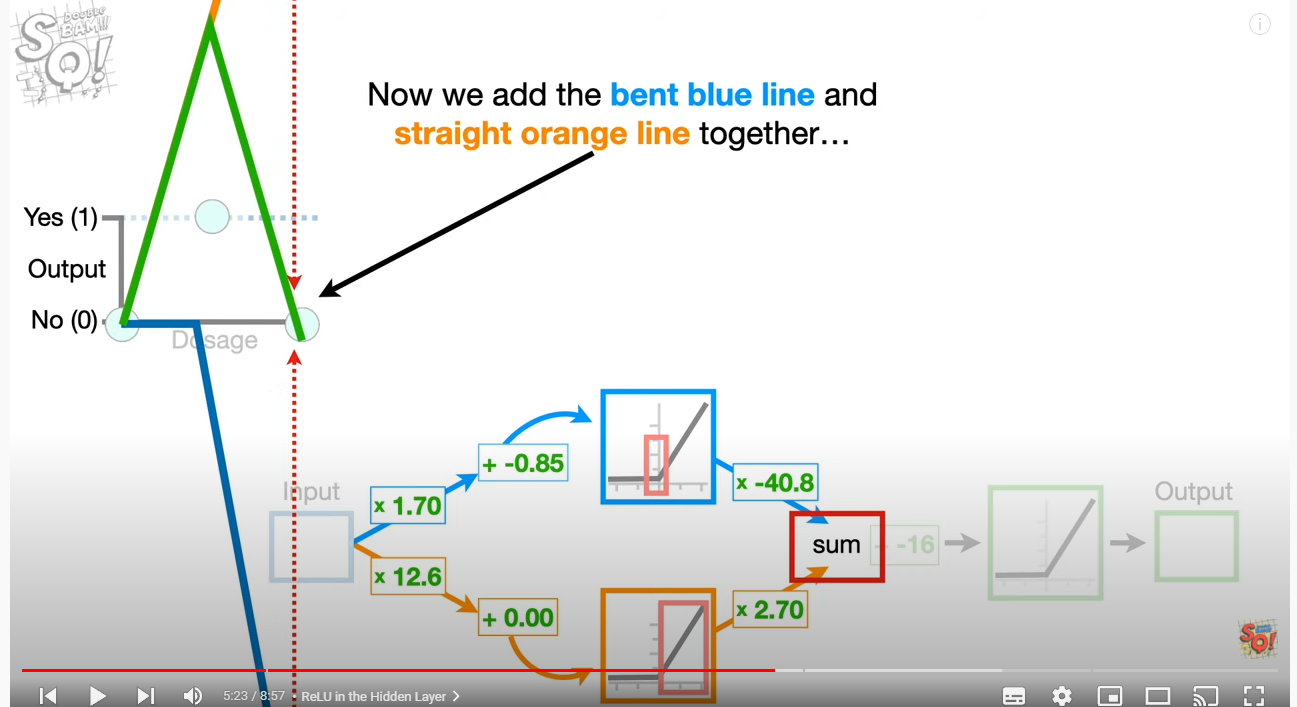 DOUBLE
BAM!!!
SQ!
Now we add the bent blue line and
straight orange line together…
Yes (1)
Output
No (0)
Dosage
+ -0.85
x -40.8
Input
x 1.70
Output
sum
+ -16
x 12.6
+ 0.00
x 2.70
SQ!
5:23 / 8:57 • ReLU in the Hidden Layer